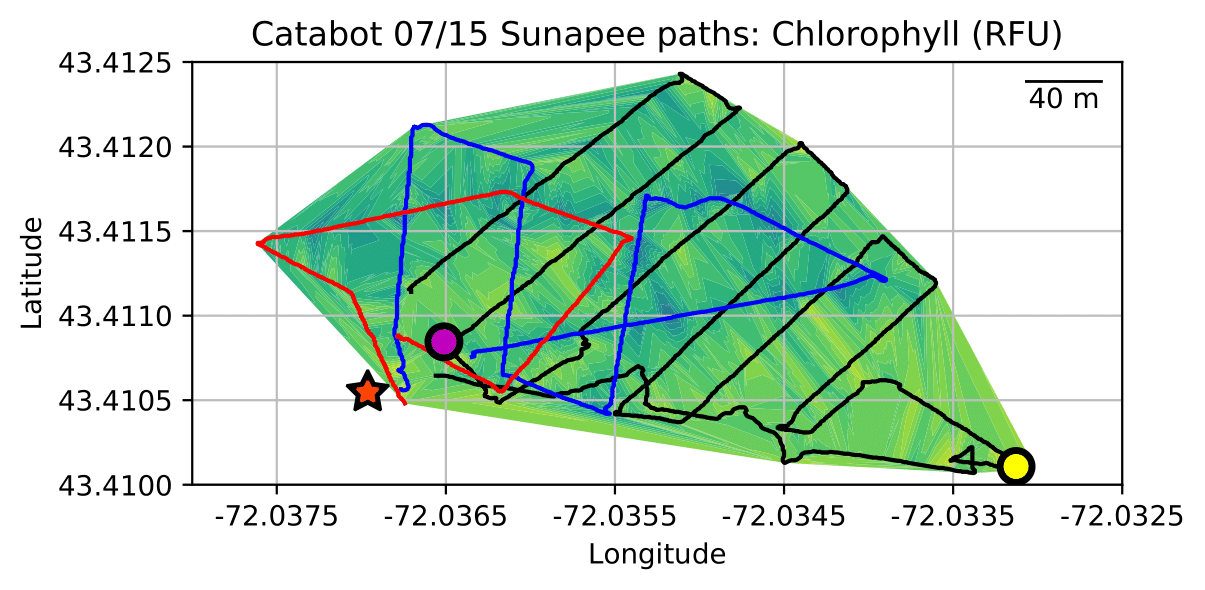 Catabot 07/15 Sunapee paths: Chlorophyll (RFU)
43.4125
40 m
43.4120
43.4115
Latitude
43.4110
43.4105
43.4100
-72.0375 -72.0365 -72.0355 -72.0345 -72.0335 -72.0325
Longitude